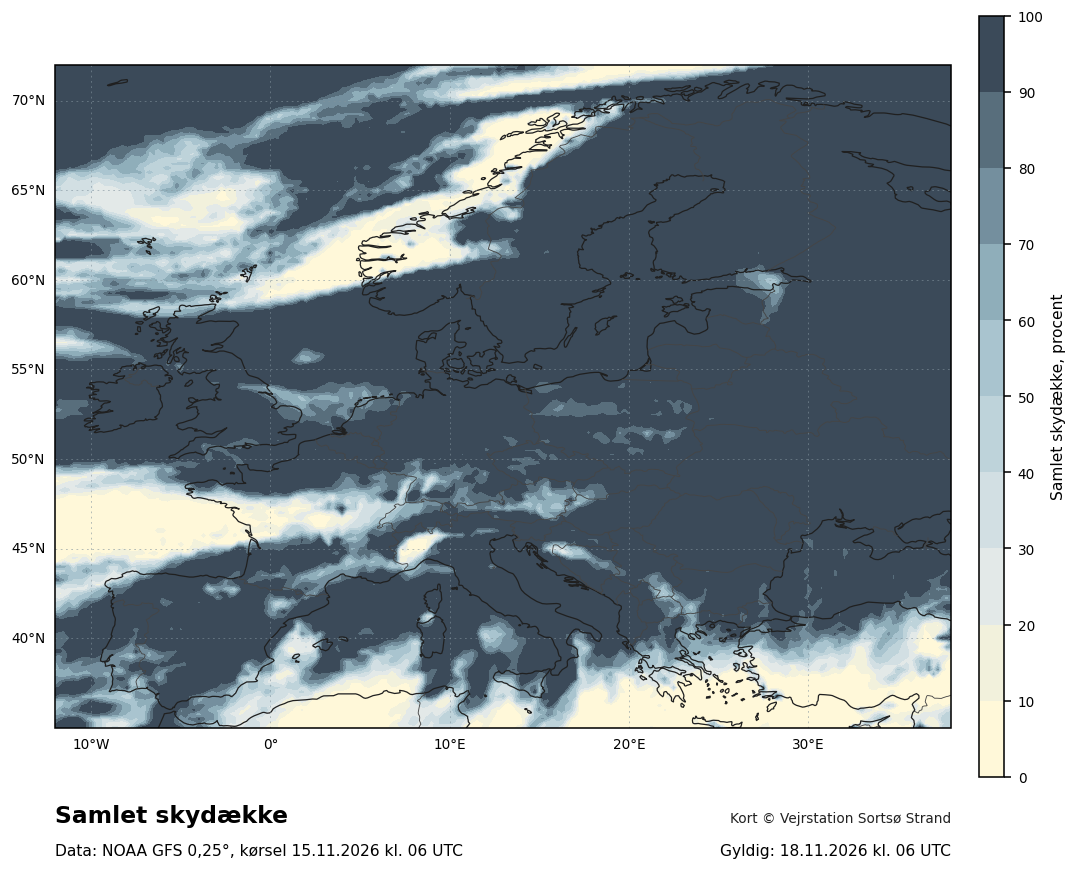 70°N
65°N
60°N
55°N
50°N
45°N
40°N
10°W
0°
10°E
20°E
30°E
100
90
80
70
60
50
40
30
20
10
0
Samlet skydække, procent
Samlet skydække
Kort © Vejrstation Sortsø Strand
Data: NOAA GFS 0,25°, kørsel 15.11.2026 kl. 06 UTC
Gyldig: 18.11.2026 kl. 06 UTC